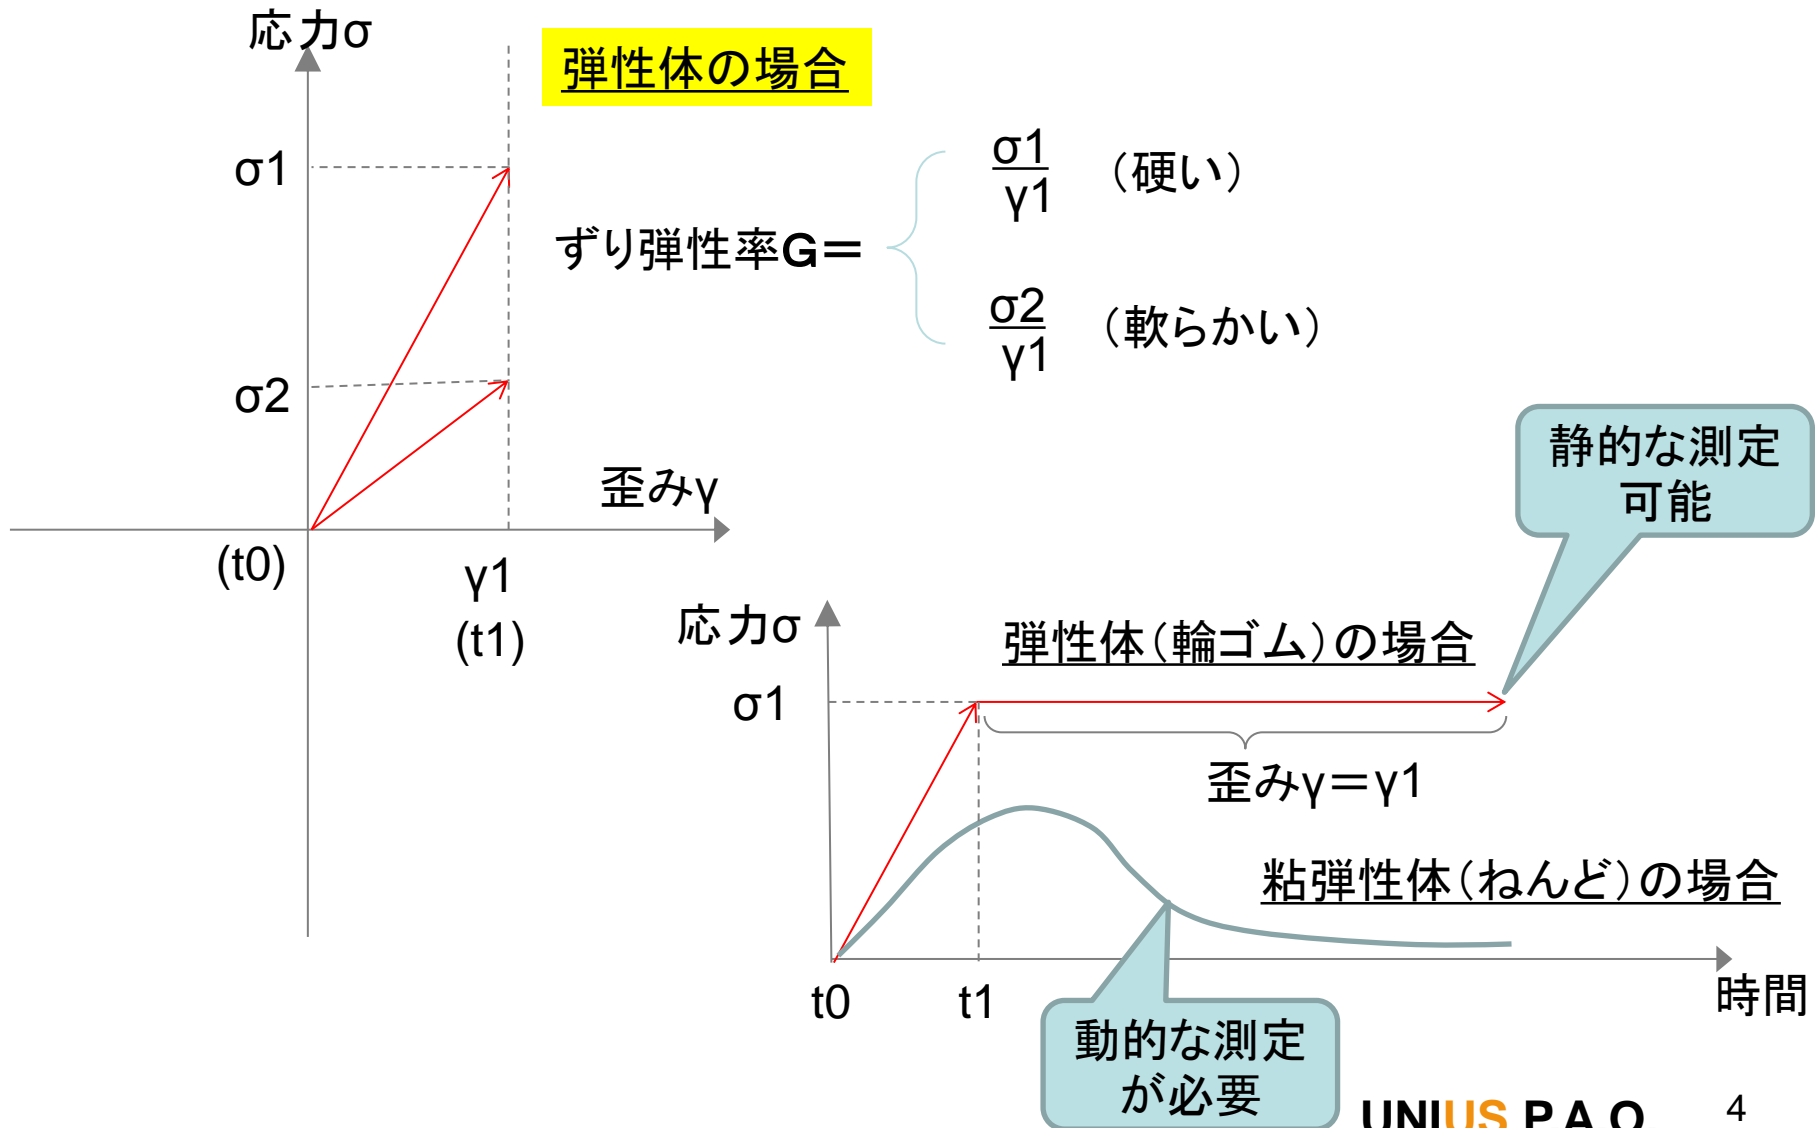 応力σ
弾性体の場合
σ1
σ1
γ1
（硬い）
ずり弾性率G＝
σ2
γ1
（軟らかい）
σ2
歪みγ
(t0)
γ1
(t1)
静的な測定
可能
応力σ
弾性体（輪ゴム）の場合
σ1
歪みγ＝γ1
粘弾性体（ねんど）の場合
t0
t1
時間
動的な測定
が必要
UNIUS P.A.O.
4